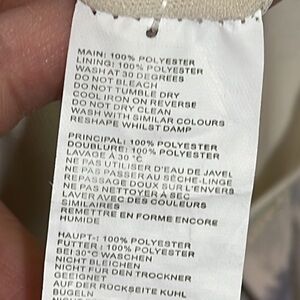 MAIN: 100% POLYESTER
LINING: 100% POLYESTER
WASH AT 30 DEGREES
DO NOT BLEACH
DO NOT TUMBLE DRY
COOL IRON ON REVERSE
DO NOT DRY CLEAN
WASH WITH SIMILAR COLOURS
RESHAPE WHILST DAMP
PRINCIPAL: 100% POLYESTER
DOUBLURE: 100% POLYESTER
LAVAGE À 30 °C
NE PAS UTILISER D'EAU DE JAVEL
NE PAS PASSER AU SÈCHE-LINGE
REPASSAGE DOUX SUR L'ENVERS
NE PAS NETTOYER À SEC
LAVER AVEC DES COULEURS
SIMILAIRES
REMETTRE EN FORME ENCORE
HUMIDE
HAUPT-: 100% POLYESTER
FUTTER: 100% POLYESTER
BEI 30°C WASCHEN
NICHT BLEICHEN
NICHT FUR DEN TROCKNER
GEEIGNET
AUF DER RÜCKSEITE KUHL
BUGELN